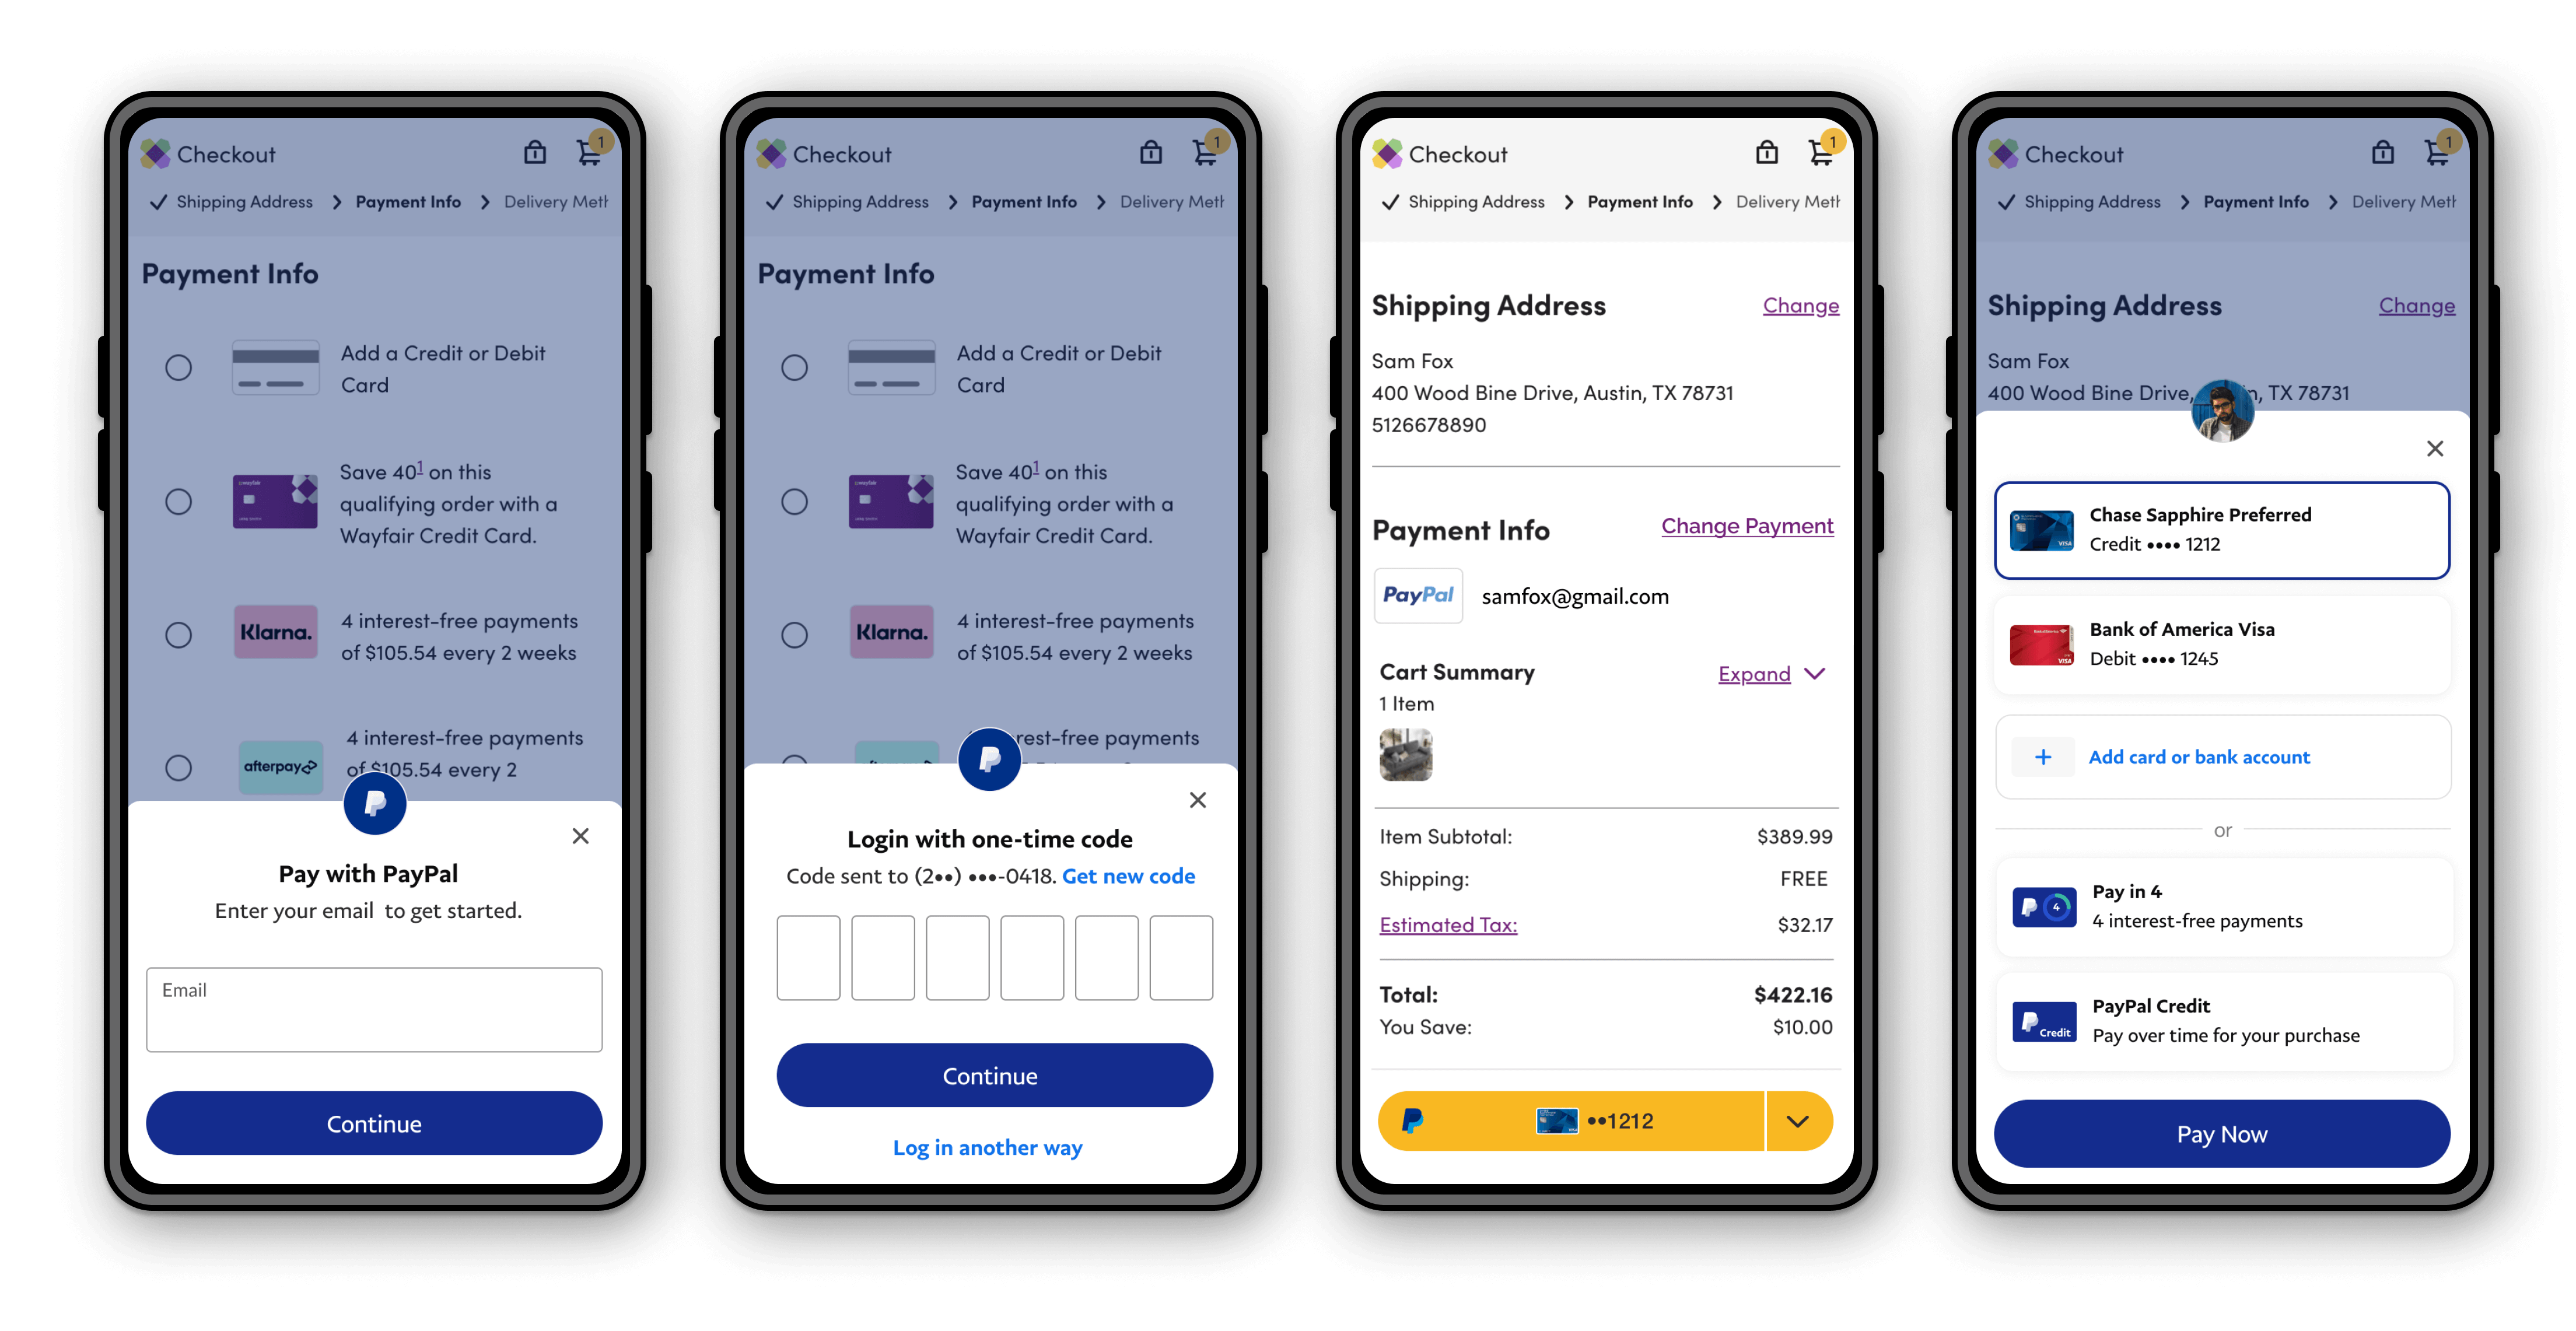 Checkout
1
Shipping Address
Payment Info
Delivery Meth
Payment Info
Add a Credit or Debit
Card
Save 40¹ on this
qualifying order with a
Wayfair Credit Card.
Klarna.
4 interest-free payments
of $105.54 every 2 weeks
afterpay
4 interest-free payments
of $105.54 every 2
Pay with PayPal
Enter your email to get started.
Email
Continue
Checkout
1
Shipping Address
Payment Info
Delivery Meth
Payment Info
Add a Credit or Debit
Card
Save 40¹ on this
qualifying order with a
Wayfair Credit Card.
Klarna.
4 interest-free payments
of $105.54 every 2 weeks
rest-free payments
Login with one-time code
Code sent to (2••) •••-0418. Get new code
Continue
Log in another way
Checkout
1
Shipping Address
Payment Info
Delivery Meth
Shipping Address
Change
Sam Fox
400 Wood Bine Drive, Austin, TX 78731
5126678890
Payment Info
Change Payment
PayPal
samfox@gmail.com
Cart Summary
Expand
1 Item
Item Subtotal: $389.99
Shipping: FREE
Estimated Tax: $32.17
Total: $422.16
You Save: $10.00
••1212
Checkout
1
Shipping Address
Payment Info
Delivery Meth
Shipping Address
Change
Sam Fox
400 Wood Bine Drive, n, TX 78731
Chase Sapphire Preferred
Credit •••• 1212
VISA
Bank of America Visa
Debit •••• 1245
VISA
+
Add card or bank account
or
4
Pay in 4
4 interest-free payments
Credit
PayPal Credit
Pay over time for your purchase
Pay Now